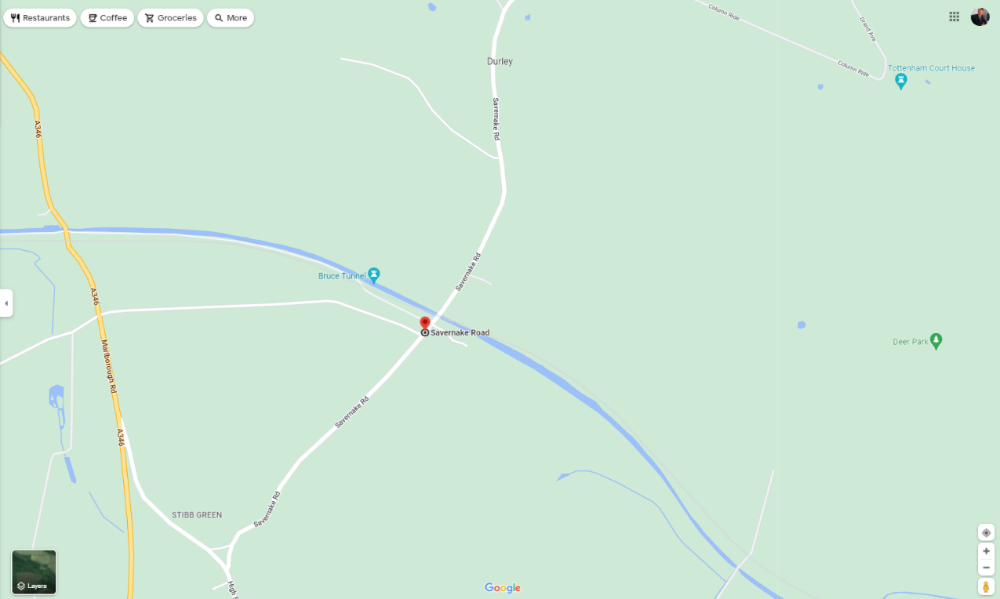 Restaurants
Coffee
Groceries
More
Column Ride
Grand Ave
Durley
Column Ride
Tottenham Court House
Savernake Rd
A346
Savernake Rd
Bruce Tunnel
A346
Savernake Road
Deer Park
Marlborough Rd
Savernake Rd
A346
Savernake Rd
STIBB GREEN
High S
Layers
Google